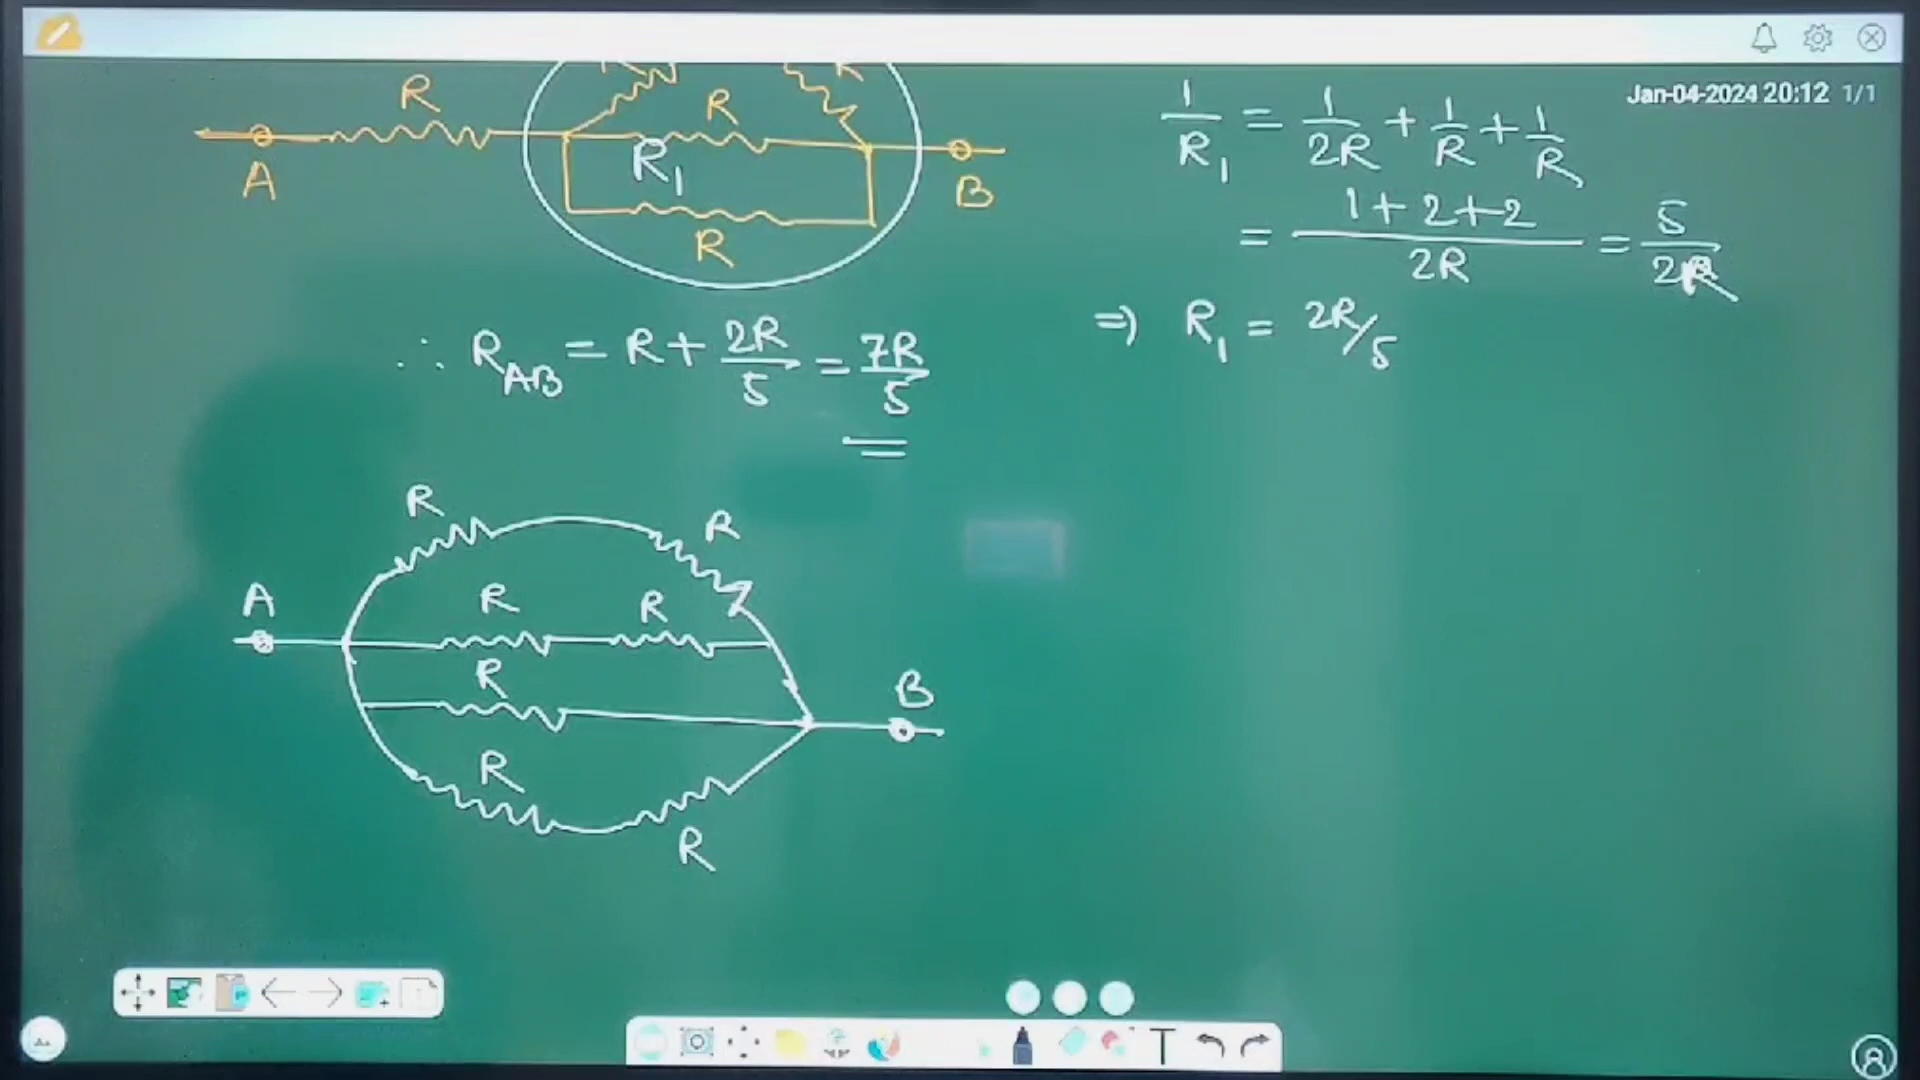 Jan-04-2024 20:12 1/1
R R
R R
A R₁ B
R
1/R₁ = 1/2R + 1/R + 1/R
= 1+2+2/2R = 5/2R
⇒ R₁ = 2R/5
∴ R_AB = R + 2R/5 = 7R/5
R R
A R R
R B
R
R
T